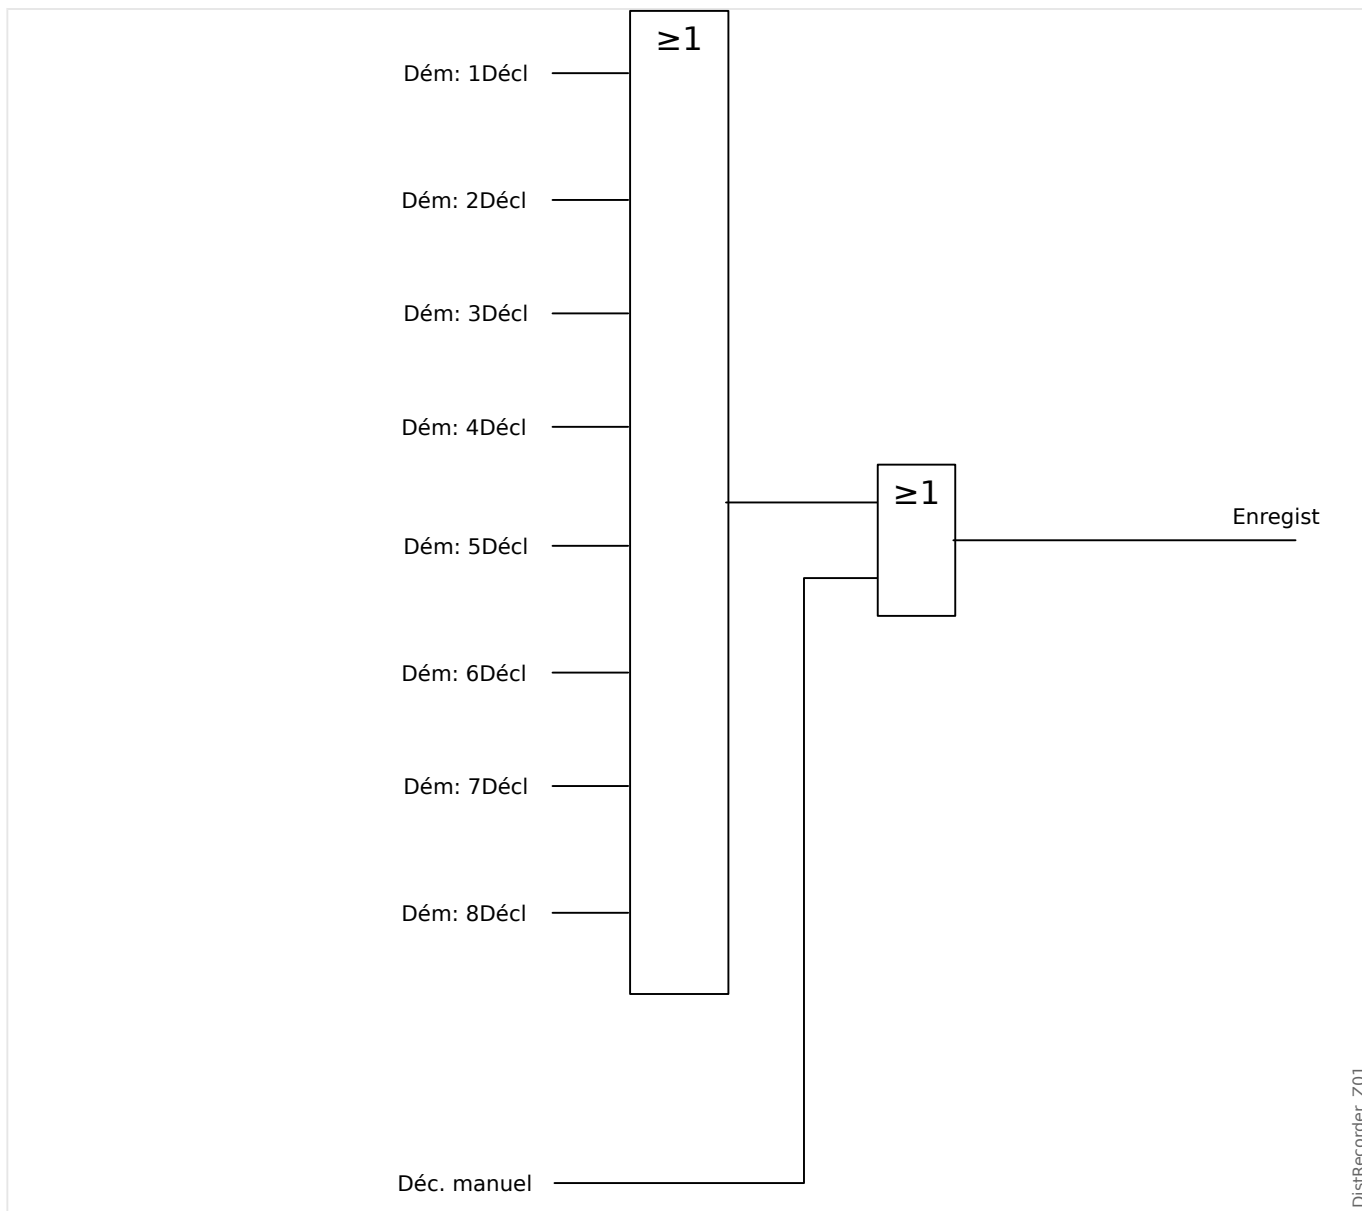 ≥1
Dém: 1Décl
Dém: 2Décl
Dém: 3Décl
Dém: 4Décl
≥1
Enregist
Dém: 5Décl
Dém: 6Décl
Dém: 7Décl
Dém: 8Décl
Déc. manuel
DistRecorder_Z01